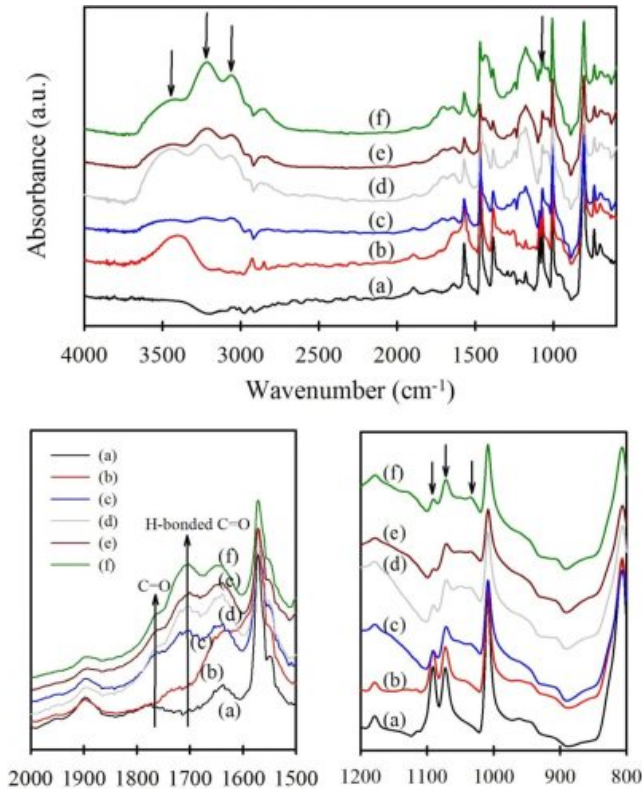 Absorbance (a.u.)
(f)
(e)
(d)
(c)
(b)
(a)
4000 3500 3000 2500 2000 1500 1000
Wavenumber (cm⁻¹)
(a)
(b)
(c)
(d)
(e)
(f)
H-bonded C=O
C=O
(f)
(e)
(d)
(c)
(b)
(a)
2000 1900 1800 1700 1600 1500
(f)
(e)
(d)
(c)
(b)
(a)
1200 1100 1000 900 800